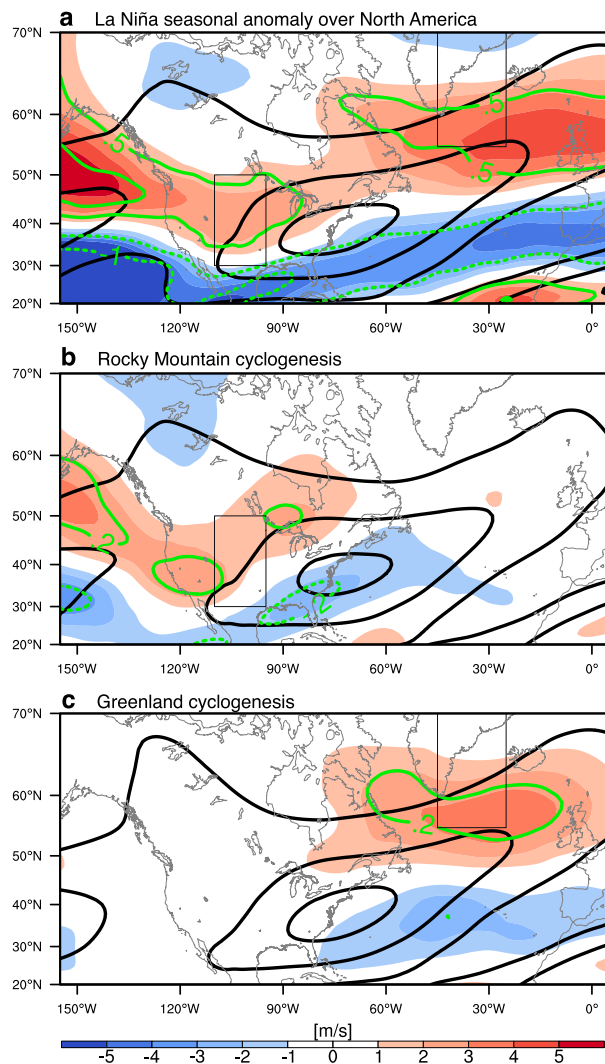 a La Niña seasonal anomaly over North America
70°N
60°N
50°N
40°N
30°N
20°N
.5
.5
.5
1
150°W 120°W 90°W 60°W 30°W 0°
b Rocky Mountain cyclogenesis
70°N
60°N
50°N
40°N
30°N
20°N
.2
.2
150°W 120°W 90°W 60°W 30°W 0°
c Greenland cyclogenesis
70°N
60°N
50°N
40°N
30°N
20°N
.2
150°W 120°W 90°W 60°W 30°W 0°
[m/s]
-5 -4 -3 -2 -1 0 1 2 3 4 5